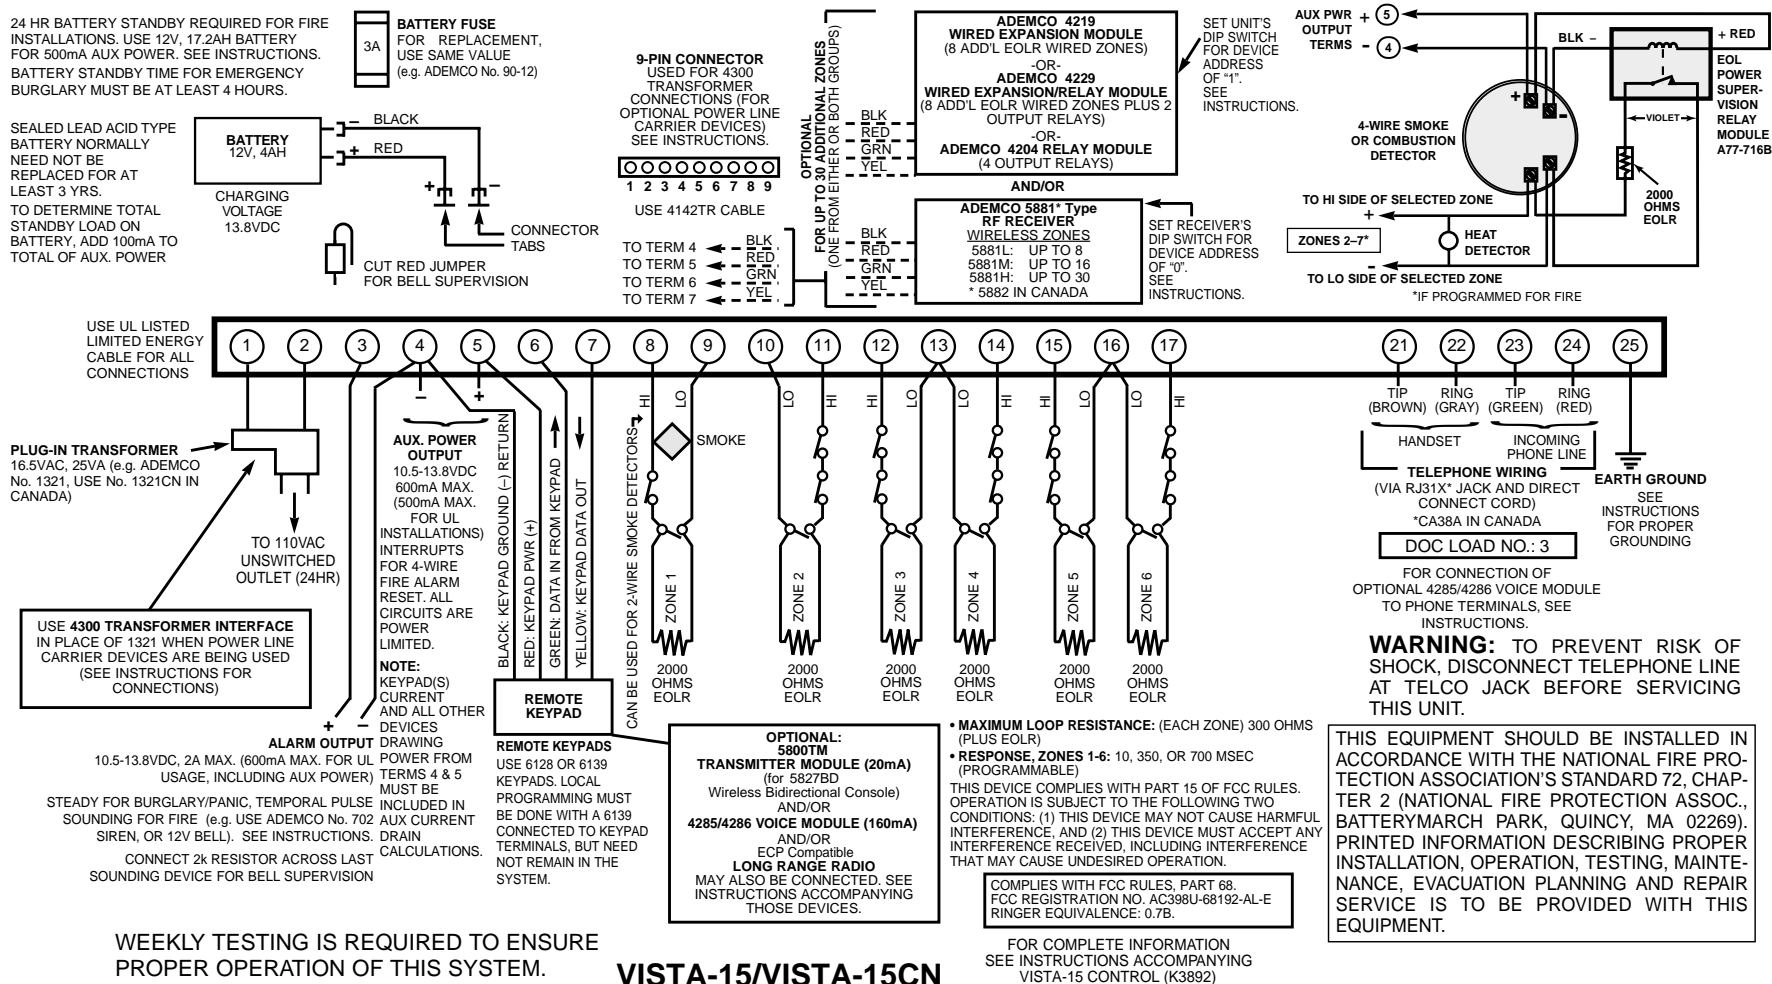 24 HR BATTERY STANDBY REQUIRED FOR FIRE
INSTALLATIONS. USE 12V, 17.2AH BATTERY
FOR 500mA AUX POWER. SEE INSTRUCTIONS.
BATTERY STANDBY TIME FOR EMERGENCY
BURGLARY MUST BE AT LEAST 4 HOURS.
3A
BATTERY FUSE
FOR REPLACEMENT,
USE SAME VALUE
(e.g. ADEMCO No. 90-12)
SEALED LEAD ACID TYPE
BATTERY NORMALLY
NEED NOT BE
REPLACED FOR AT
LEAST 3 YRS.
TO DETERMINE TOTAL
STANDBY LOAD ON
BATTERY, ADD 100mA TO
TOTAL OF AUX. POWER
BATTERY
12V, 4AH
– BLACK
+ RED
CHARGING
VOLTAGE
13.8VDC
+ –
CONNECTOR
TABS
CUT RED JUMPER
FOR BELL SUPERVISION
9-PIN CONNECTOR
USED FOR 4300
TRANSFORMER
CONNECTIONS (FOR
OPTIONAL POWER LINE
CARRIER DEVICES)
SEE INSTRUCTIONS.
1 2 3 4 5 6 7 8 9
USE 4142TR CABLE
TO TERM 4 BLK
TO TERM 5 RED
TO TERM 6 GRN
TO TERM 7 YEL
OPTIONAL
FOR UP TO 30 ADDITIONAL ZONES
(ONE FROM EITHER OR BOTH GROUPS)
BLK
RED
GRN
YEL
ADEMCO 4219
WIRED EXPANSION MODULE
(8 ADD'L EOLR WIRED ZONES)
-OR-
ADEMCO 4229
WIRED EXPANSION/RELAY MODULE
(8 ADD'L EOLR WIRED ZONES PLUS 2
OUTPUT RELAYS)
-OR-
ADEMCO 4204 RELAY MODULE
(4 OUTPUT RELAYS)
SET UNIT'S
DIP SWITCH
FOR DEVICE
ADDRESS
OF “1”.
SEE
INSTRUCTIONS.
AND/OR
BLK
RED
GRN
YEL
ADEMCO 5881* Type
RF RECEIVER
WIRELESS ZONES
5881L: UP TO 8
5881M: UP TO 16
5881H: UP TO 30
* 5882 IN CANADA
SET RECEIVER'S
DIP SWITCH FOR
DEVICE ADDRESS
OF “0”.
SEE
INSTRUCTIONS.
AUX PWR + 5
OUTPUT
TERMS - 4
BLK –
+ RED
EOL
POWER
SUPER-
VISION
RELAY
MODULE
A77-716B
VIOLET
+ -
4-WIRE SMOKE
OR COMBUSTION
DETECTOR
2000
OHMS
EOLR
TO HI SIDE OF SELECTED ZONE
+
ZONES 2–7*
HEAT
DETECTOR
-
TO LO SIDE OF SELECTED ZONE
*IF PROGRAMMED FOR FIRE
USE UL LISTED
LIMITED ENERGY
CABLE FOR ALL
CONNECTIONS
1 2 3 4 5 6 7 8 9 10 11 12 13 14 15 16 17 21 22 23 24 25
PLUG-IN TRANSFORMER
16.5VAC, 25VA (e.g. ADEMCO
No. 1321, USE No. 1321CN IN
CANADA)
TO 110VAC
UNSWITCHED
OUTLET (24HR)
USE 4300 TRANSFORMER INTERFACE
IN PLACE OF 1321 WHEN POWER LINE
CARRIER DEVICES ARE BEING USED
(SEE INSTRUCTIONS FOR
CONNECTIONS)
– +
AUX. POWER
OUTPUT
10.5-13.8VDC
600mA MAX.
(500mA MAX.
FOR UL
INSTALLATIONS)
INTERRUPTS
FOR 4-WIRE
FIRE ALARM
RESET. ALL
CIRCUITS ARE
POWER
LIMITED.
NOTE:
KEYPAD(S)
CURRENT
AND ALL OTHER
DEVICES
DRAWING
POWER FROM
TERMS 4 & 5
MUST BE
INCLUDED IN
AUX CURRENT
DRAIN
CALCULATIONS.
+ –
ALARM OUTPUT
10.5-13.8VDC, 2A MAX. (600mA MAX. FOR UL
USAGE, INCLUDING AUX POWER)
STEADY FOR BURGLARY/PANIC, TEMPORAL PULSE
SOUNDING FOR FIRE (e.g. USE ADEMCO No. 702
SIREN, OR 12V BELL). SEE INSTRUCTIONS.
CONNECT 2k RESISTOR ACROSS LAST
SOUNDING DEVICE FOR BELL SUPERVISION
BLACK: KEYPAD GROUND (–) RETURN
RED: KEYPAD PWR (+)
GREEN: DATA IN FROM KEYPAD
YELLOW: KEYPAD DATA OUT
REMOTE
KEYPAD
REMOTE KEYPADS
USE 6128 OR 6139
KEYPADS. LOCAL
PROGRAMMING MUST
BE DONE WITH A 6139
CONNECTED TO KEYPAD
TERMINALS, BUT NEED
NOT REMAIN IN THE
SYSTEM.
CAN BE USED FOR 2-WIRE SMOKE DETECTORS
HI LO
SMOKE
ZONE 1
2000
OHMS
EOLR
LO HI
ZONE 2
2000
OHMS
EOLR
HI LO
ZONE 3
2000
OHMS
EOLR
LO HI
ZONE 4
2000
OHMS
EOLR
HI LO
ZONE 5
2000
OHMS
EOLR
LO HI
ZONE 6
2000
OHMS
EOLR
OPTIONAL:
5800TM
TRANSMITTER MODULE (20mA)
(for 5827BD
Wireless Bidirectional Console)
AND/OR
4285/4286 VOICE MODULE (160mA)
AND/OR
ECP Compatible
LONG RANGE RADIO
MAY ALSO BE CONNECTED. SEE
INSTRUCTIONS ACCOMPANYING
THOSE DEVICES.
• MAXIMUM LOOP RESISTANCE: (EACH ZONE) 300 OHMS
(PLUS EOLR)
• RESPONSE, ZONES 1-6: 10, 350, OR 700 MSEC
(PROGRAMMABLE)
THIS DEVICE COMPLIES WITH PART 15 OF FCC RULES.
OPERATION IS SUBJECT TO THE FOLLOWING TWO
CONDITIONS: (1) THIS DEVICE MAY NOT CAUSE HARMFUL
INTERFERENCE, AND (2) THIS DEVICE MUST ACCEPT ANY
INTERFERENCE RECEIVED, INCLUDING INTERFERENCE
THAT MAY CAUSE UNDESIRED OPERATION.
COMPLIES WITH FCC RULES, PART 68.
FCC REGISTRATION NO. AC398U-68192-AL-E
RINGER EQUIVALENCE: 0.7B.
FOR COMPLETE INFORMATION
SEE INSTRUCTIONS ACCOMPANYING
VISTA-15 CONTROL (K3892)
TIP
(BROWN)
RING
(GRAY)
TIP
(GREEN)
RING
(RED)
HANDSET
INCOMING
PHONE LINE
TELEPHONE WIRING
(VIA RJ31X* JACK AND DIRECT
CONNECT CORD)
*CA38A IN CANADA
DOC LOAD NO.: 3
EARTH GROUND
SEE
INSTRUCTIONS
FOR PROPER
GROUNDING
FOR CONNECTION OF
OPTIONAL 4285/4286 VOICE MODULE
TO PHONE TERMINALS, SEE
INSTRUCTIONS.
WARNING: TO PREVENT RISK OF
SHOCK, DISCONNECT TELEPHONE LINE
AT TELCO JACK BEFORE SERVICING
THIS UNIT.
THIS EQUIPMENT SHOULD BE INSTALLED IN
ACCORDANCE WITH THE NATIONAL FIRE PRO-
TECTION ASSOCIATION'S STANDARD 72, CHAP-
TER 2 (NATIONAL FIRE PROTECTION ASSOC.,
BATTERYMARCH PARK, QUINCY, MA 02269).
PRINTED INFORMATION DESCRIBING PROPER
INSTALLATION, OPERATION, TESTING, MAINTE-
NANCE, EVACUATION PLANNING AND REPAIR
SERVICE IS TO BE PROVIDED WITH THIS
EQUIPMENT.
WEEKLY TESTING IS REQUIRED TO ENSURE
PROPER OPERATION OF THIS SYSTEM.
VISTA-15/VISTA-15CN